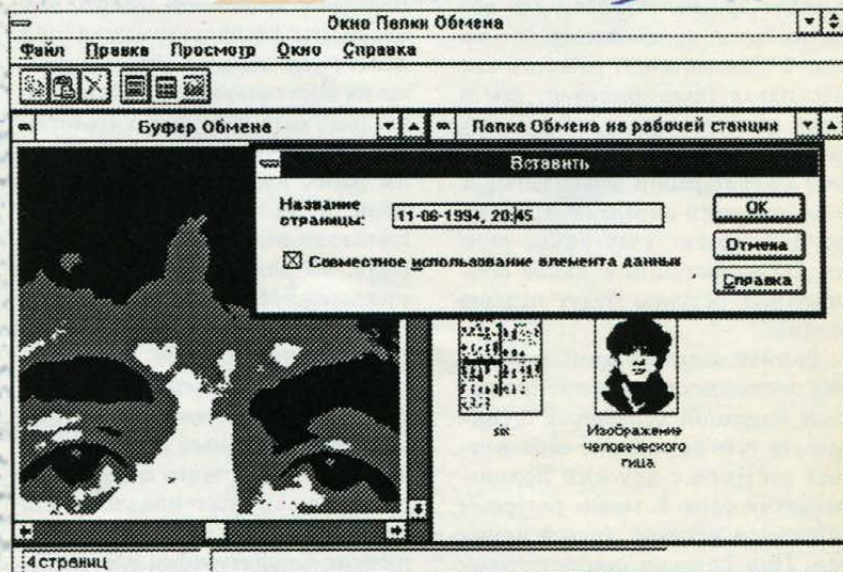 Окно Папки Обмена
Файл Правка Просмотр Окно Справка
Буфер Обмена
Папка Обмена на рабочей станции
Вставить
Название
страницы:
11-06-1994, 20:45
OK
Совместное использование элемента данных
Отмена
Справка
Изображение
человеческого
лица
4 страниц